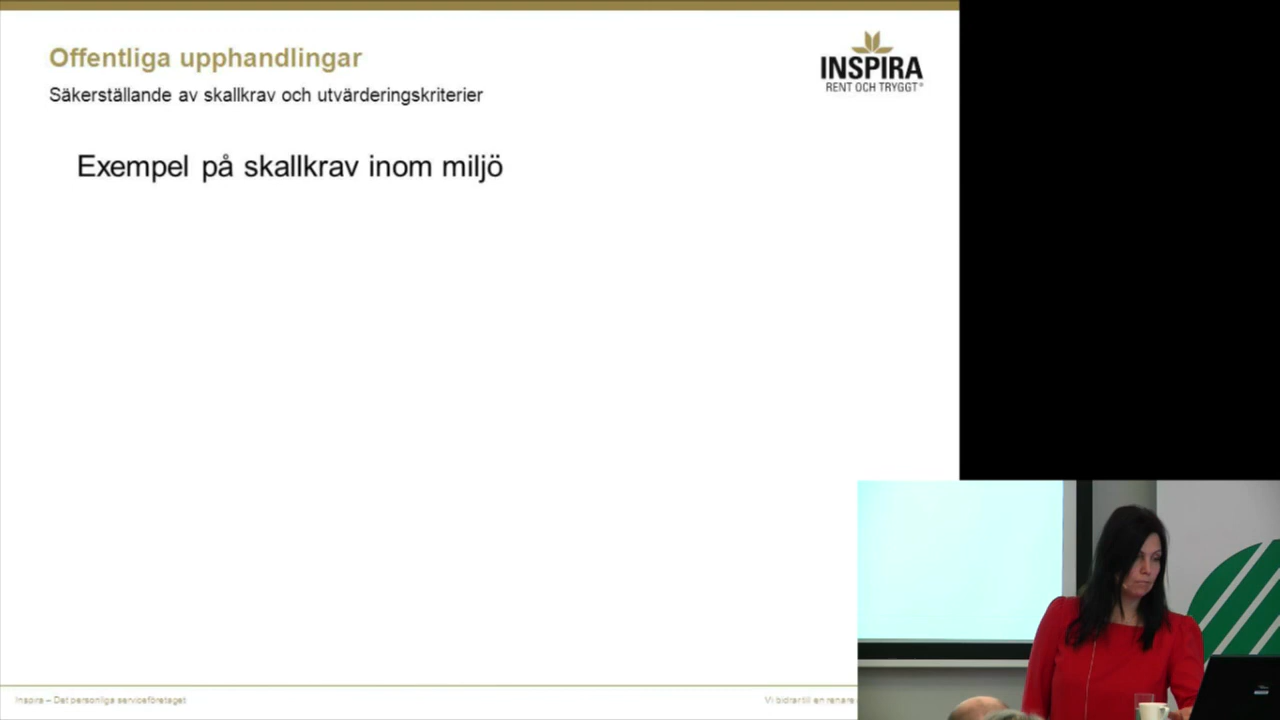 Offentliga upphandlingar
Säkerställande av skallkrav och utvärderingskriterier
INSPIRA
RENT OCH TRYGGT®
Exempel på skallkrav inom miljö
Inspira – Det personliga serviceföretaget
Vi bidrar till en renare